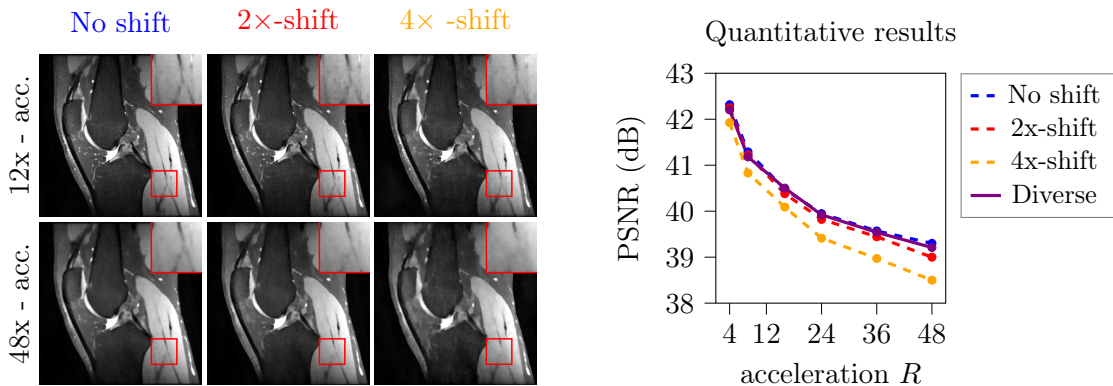 No shift 2×-shift 4× -shift
12x - acc.
48x - acc.
Quantitative results
PSNR (dB)
43
42
41
40
39
38
4 12 24 36 48
acceleration R
No shift
2x-shift
4x-shift
Diverse